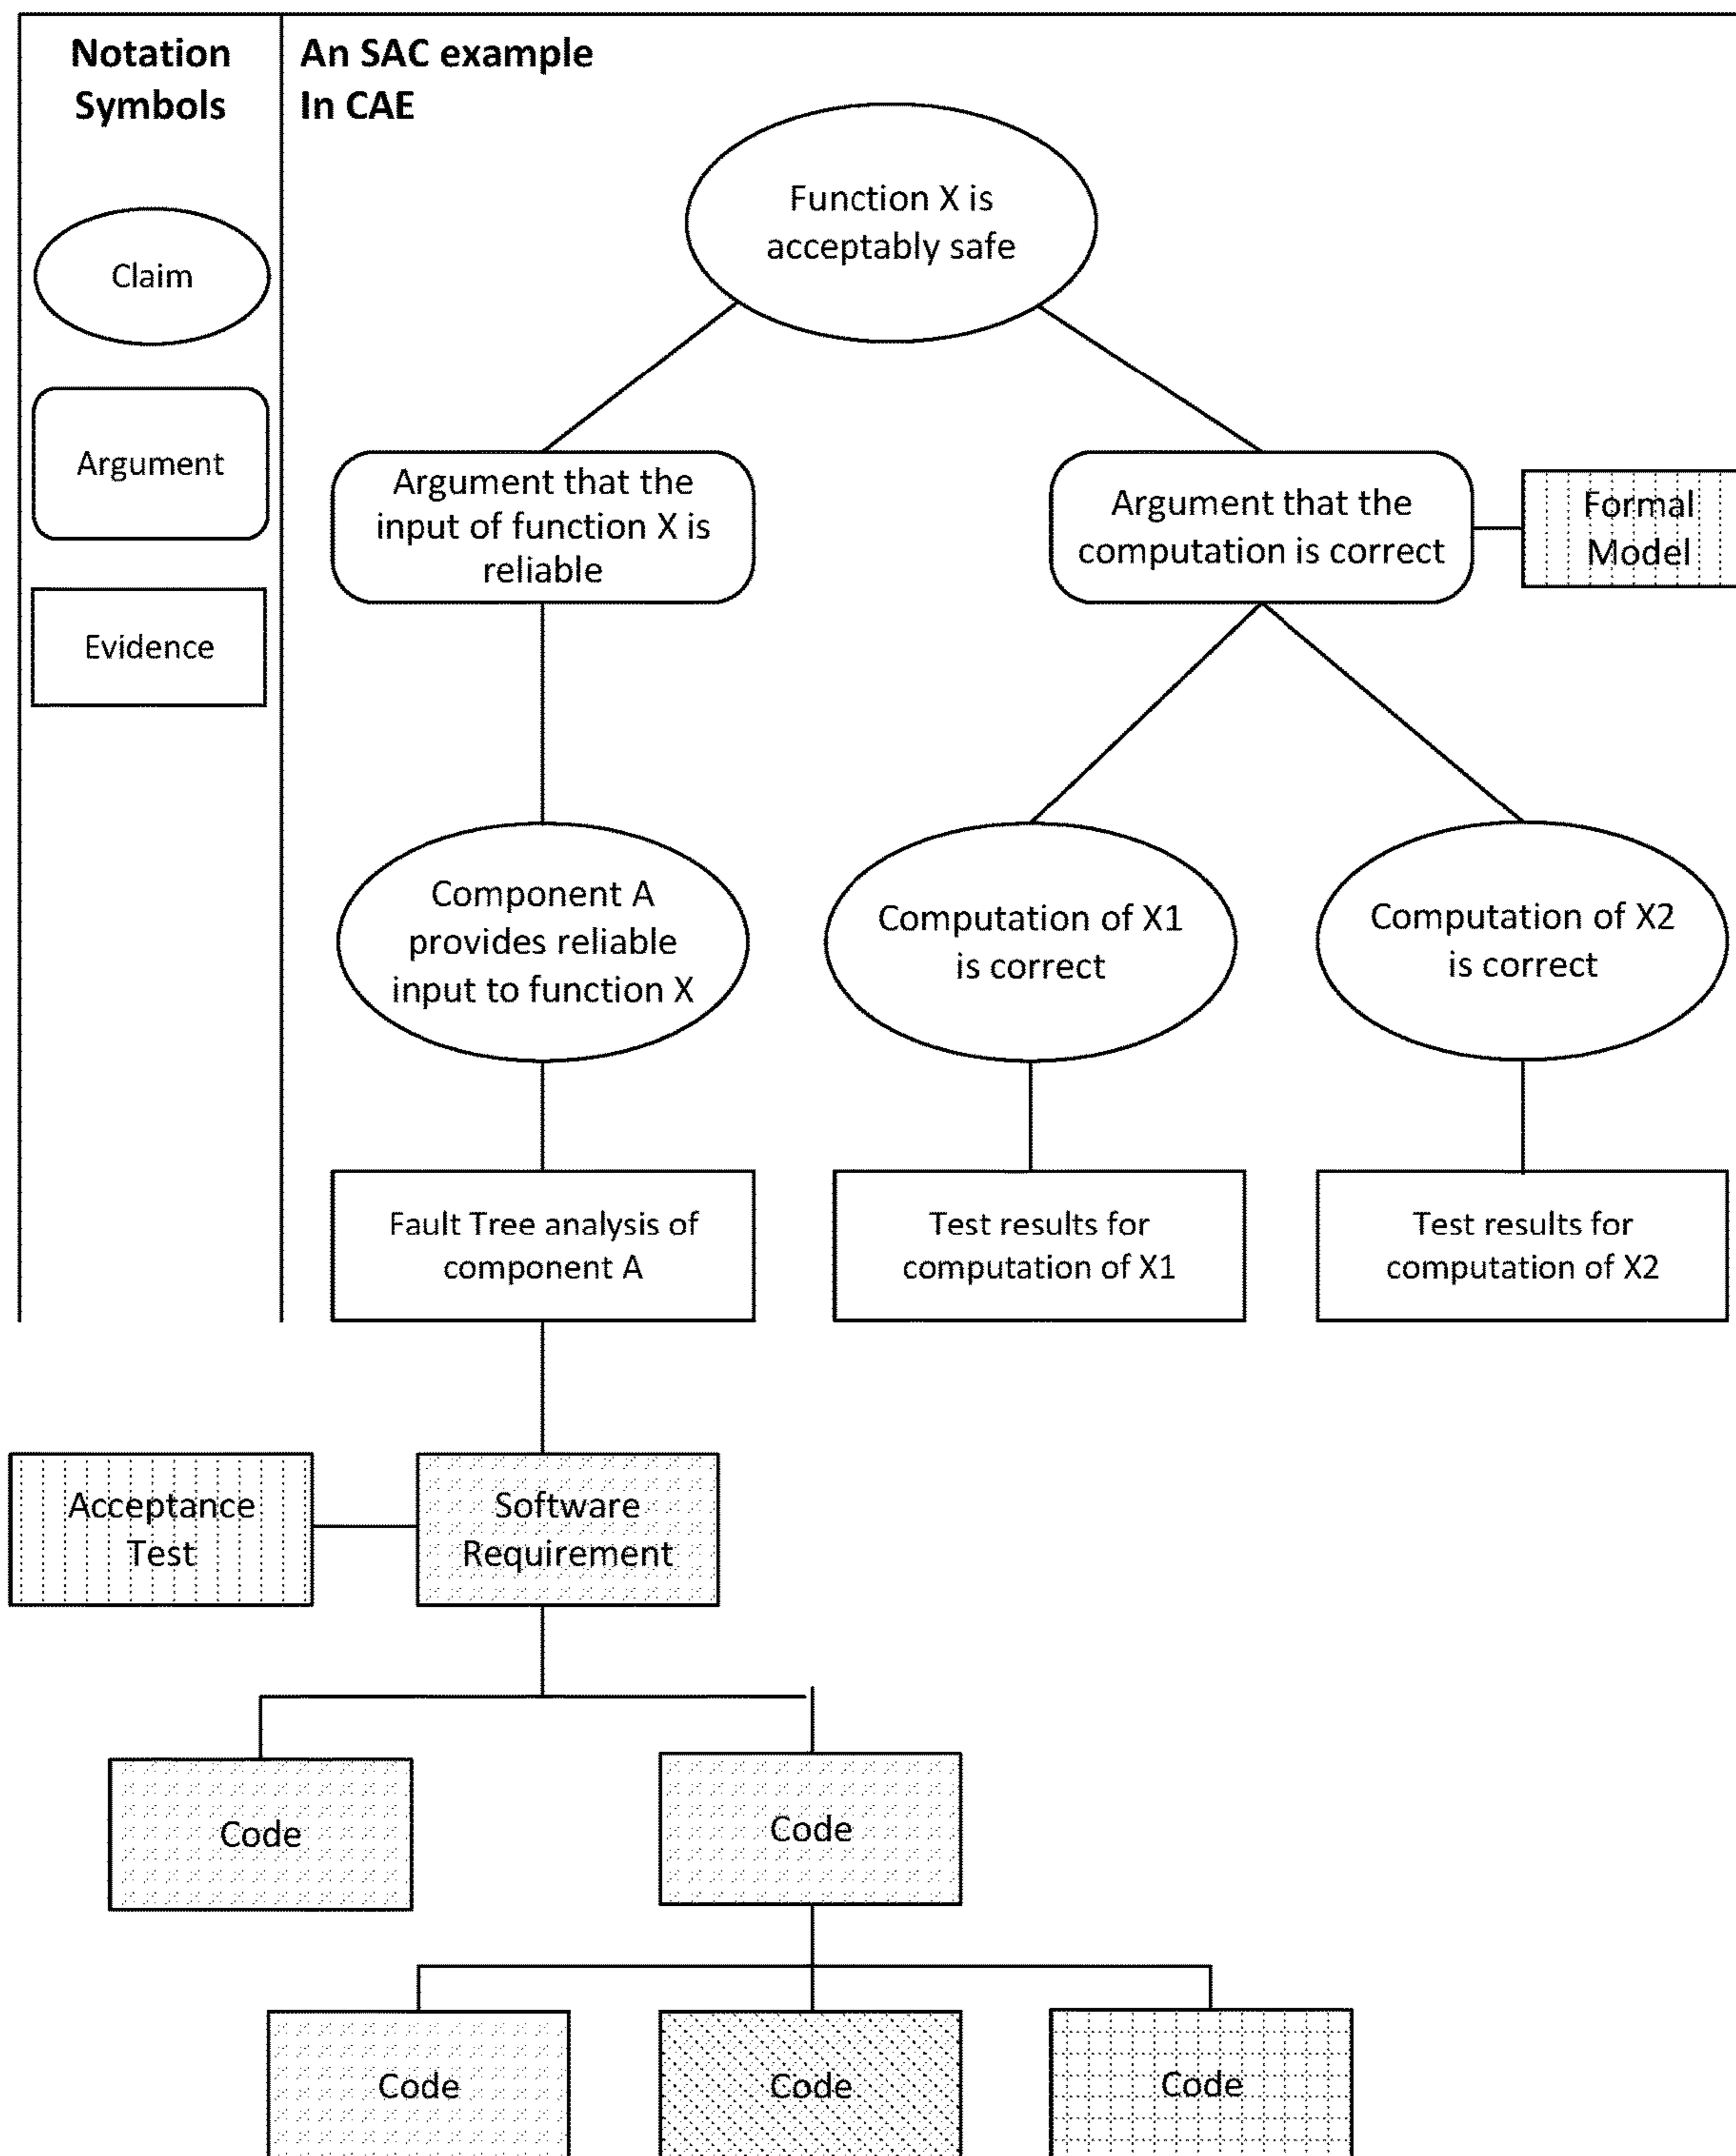 Notation
Symbols
Claim
Argument
Evidence
An SAC example
In CAE
Function X is
acceptably safe
Argument that the
input of function X is
reliable
Argument that the
computation is correct
Formal
Model
Component A
provides reliable
input to function X
Computation of X1
is correct
Computation of X2
is correct
Fault Tree analysis of
component A
Test results for
computation of X1
Test results for
computation of X2
Acceptance
Test
Software
Requirement
Code
Code
Code
Code
Code